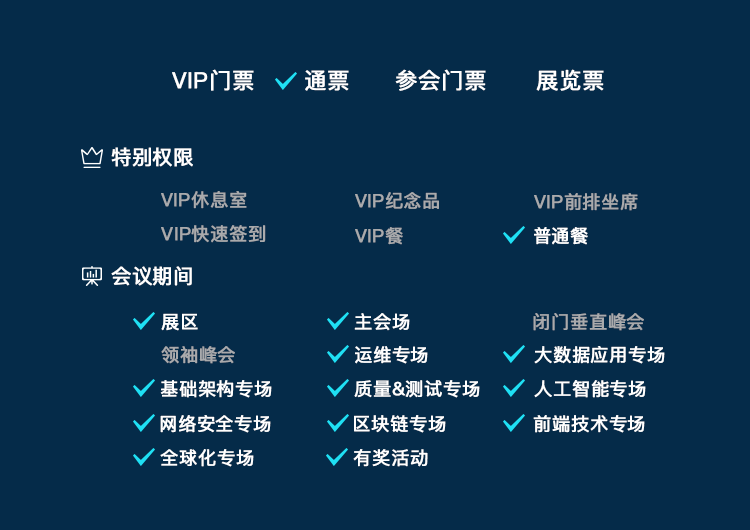 VIP门票 通票 参会门票 展览票
特别权限
VIP休息室 VIP纪念品 VIP前排坐席
VIP快速签到 VIP餐 普通餐
会议期间
展区 主会场 闭门垂直峰会
领袖峰会 运维专场 大数据应用专场
基础架构专场 质量&测试专场 人工智能专场
网络安全专场 区块链专场 前端技术专场
全球化专场 有奖活动